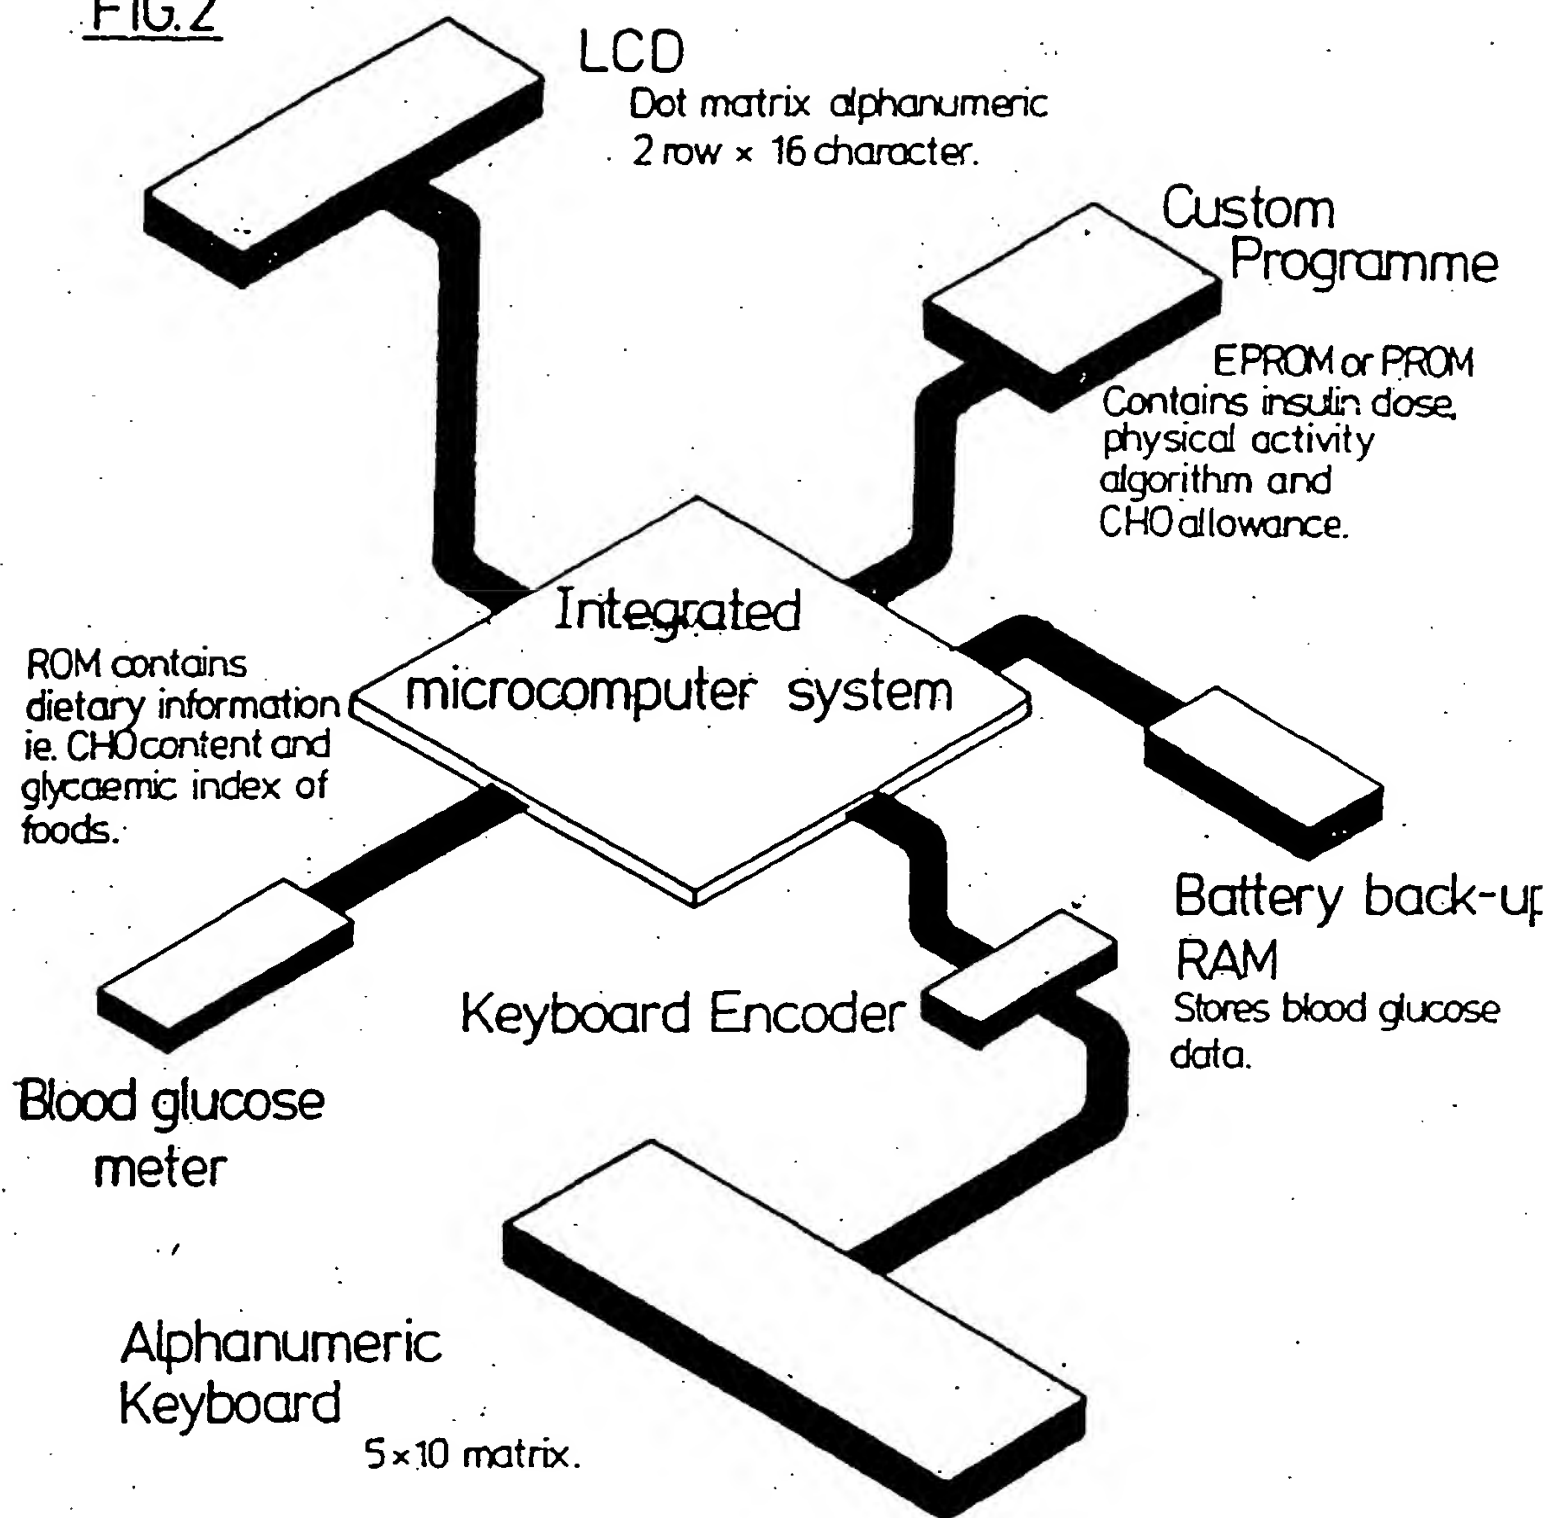 FIG. 2
LCD
Dot matrix alphanumeric
2 row × 16 character.
Custom
Programme
EPROM or PROM
Contains insulin dose,
physical activity
algorithm and
CHO allowance.
Integrated
microcomputer system
ROM contains
dietary information
ie. CHO content and
glycaemic index of
foods.
Battery back-up
RAM
Stores blood glucose
data.
Keyboard Encoder
Blood glucose
meter
Alphanumeric
Keyboard
5 × 10 matrix.